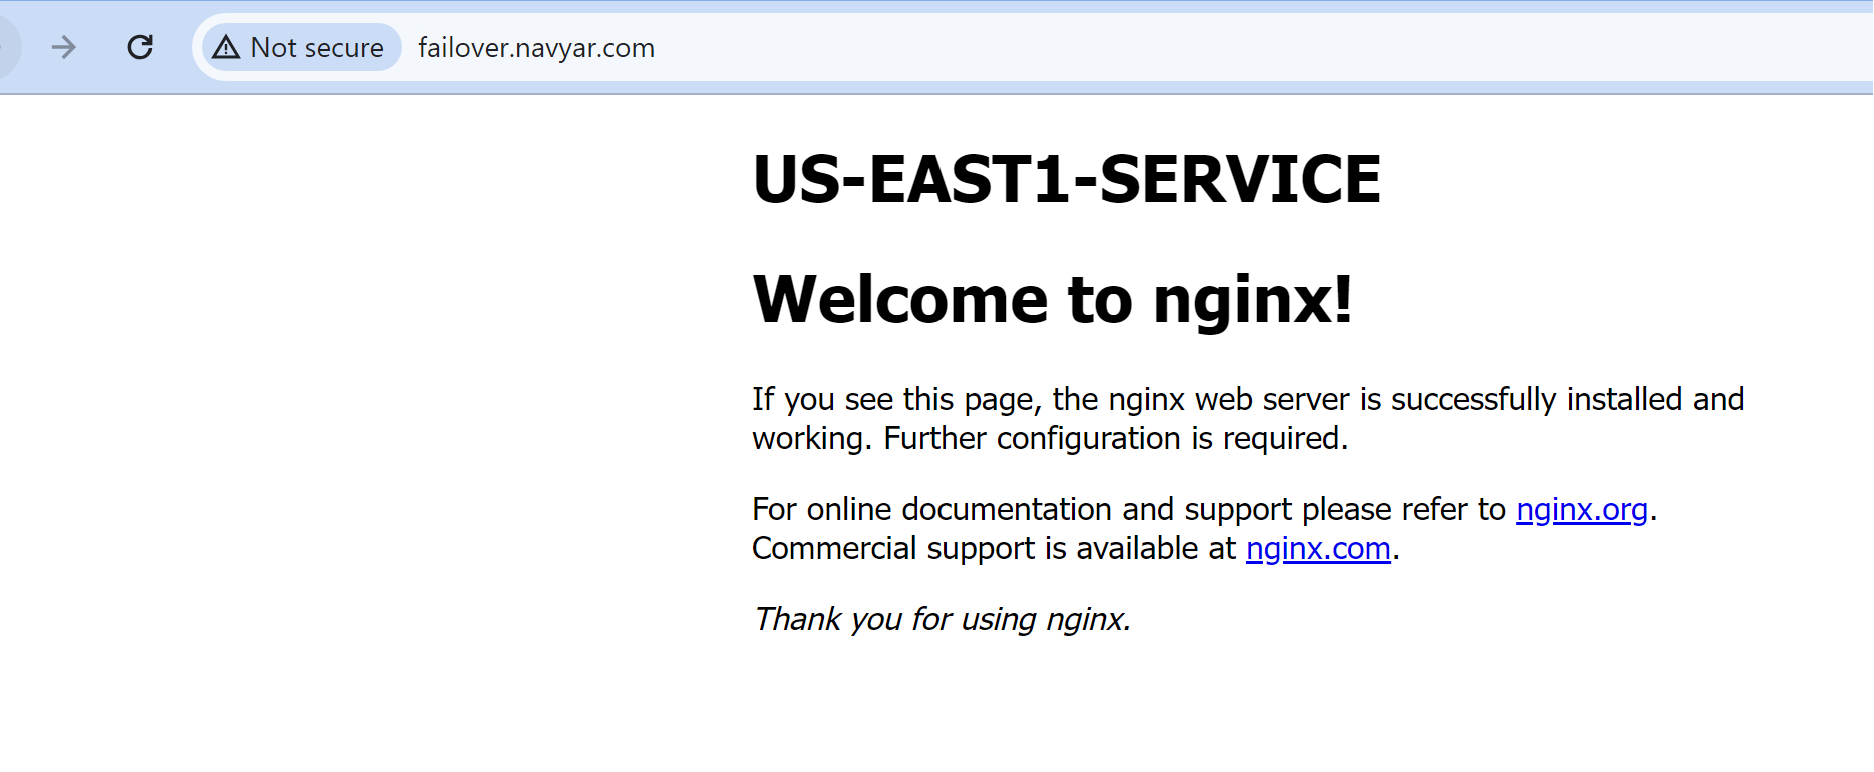 Not secure failover.navyar.com
US-EAST1-SERVICE
Welcome to nginx!
If you see this page, the nginx web server is successfully installed and
working. Further configuration is required.
For online documentation and support please refer to nginx.org.
Commercial support is available at nginx.com.
Thank you for using nginx.